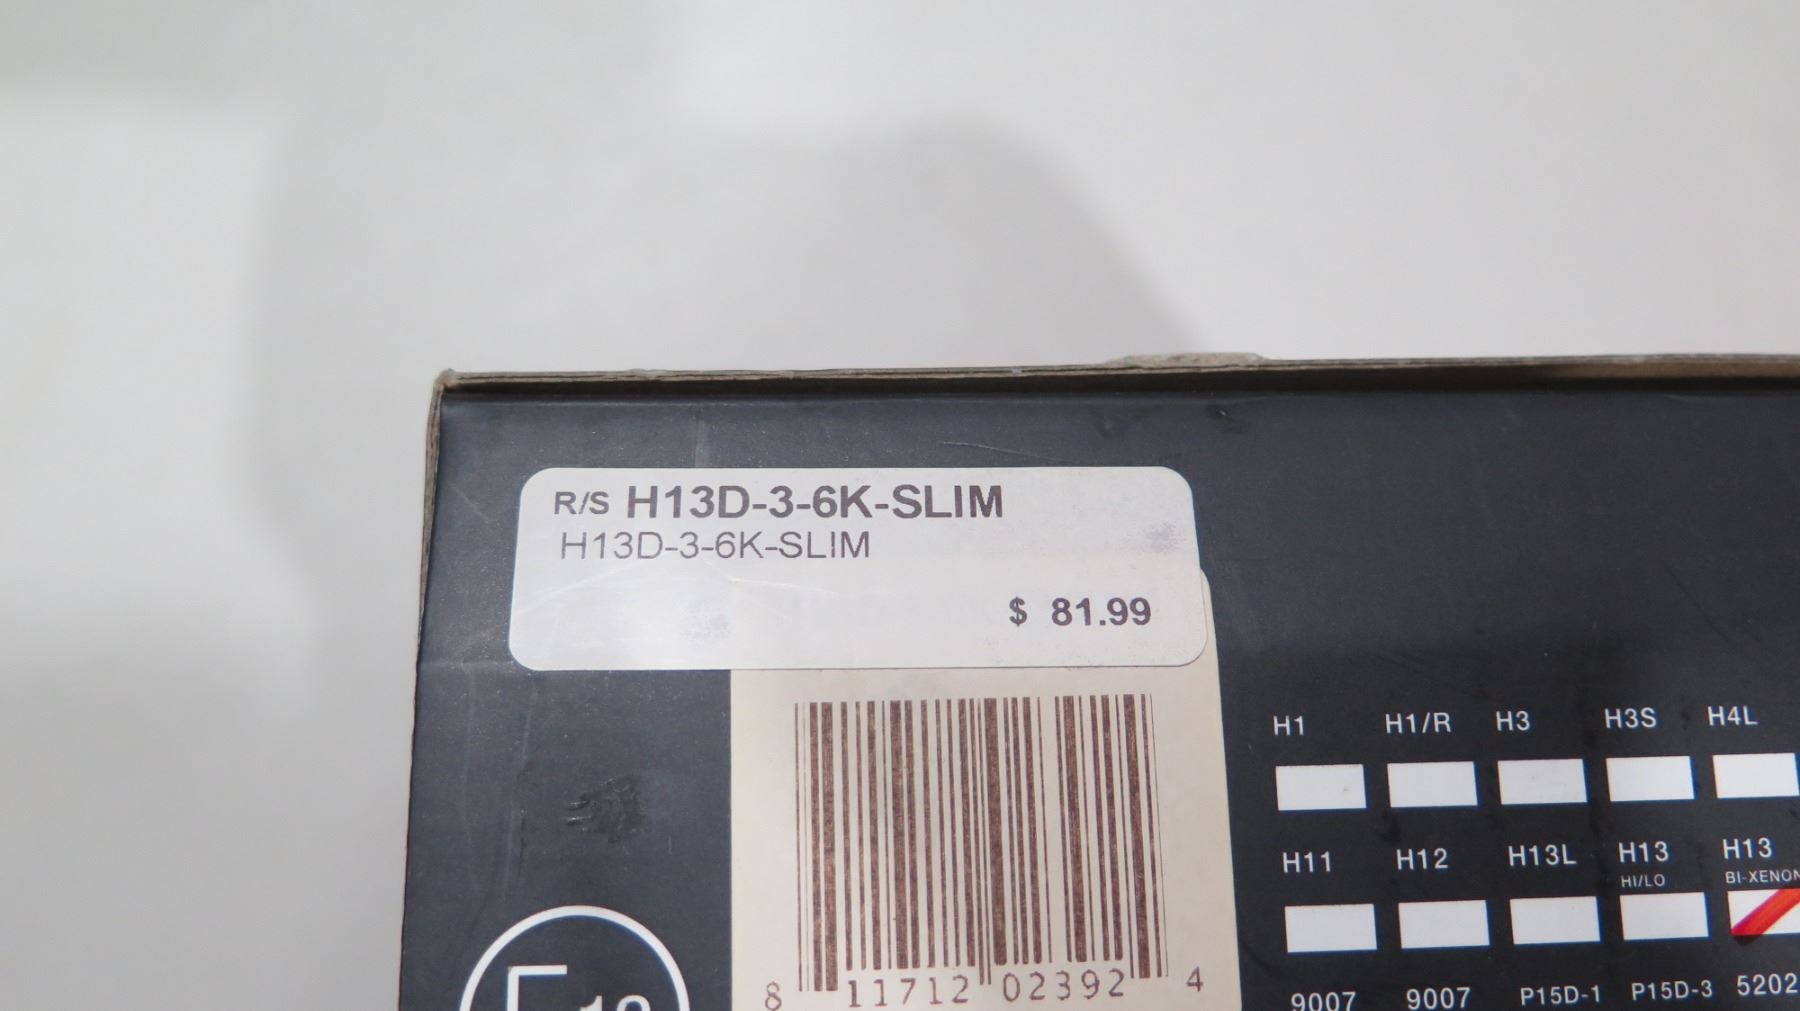 R/S H13D-3-6K-SLIM
H13D-3-6K-SLIM
$ 81.99
H1 H1/R H3 H3S H4L
H11 H12 H13L H13 H13
HI/LO BI-XENON
8 11712 02392 4
9007 9007 P15D-1 P15D-3 5202